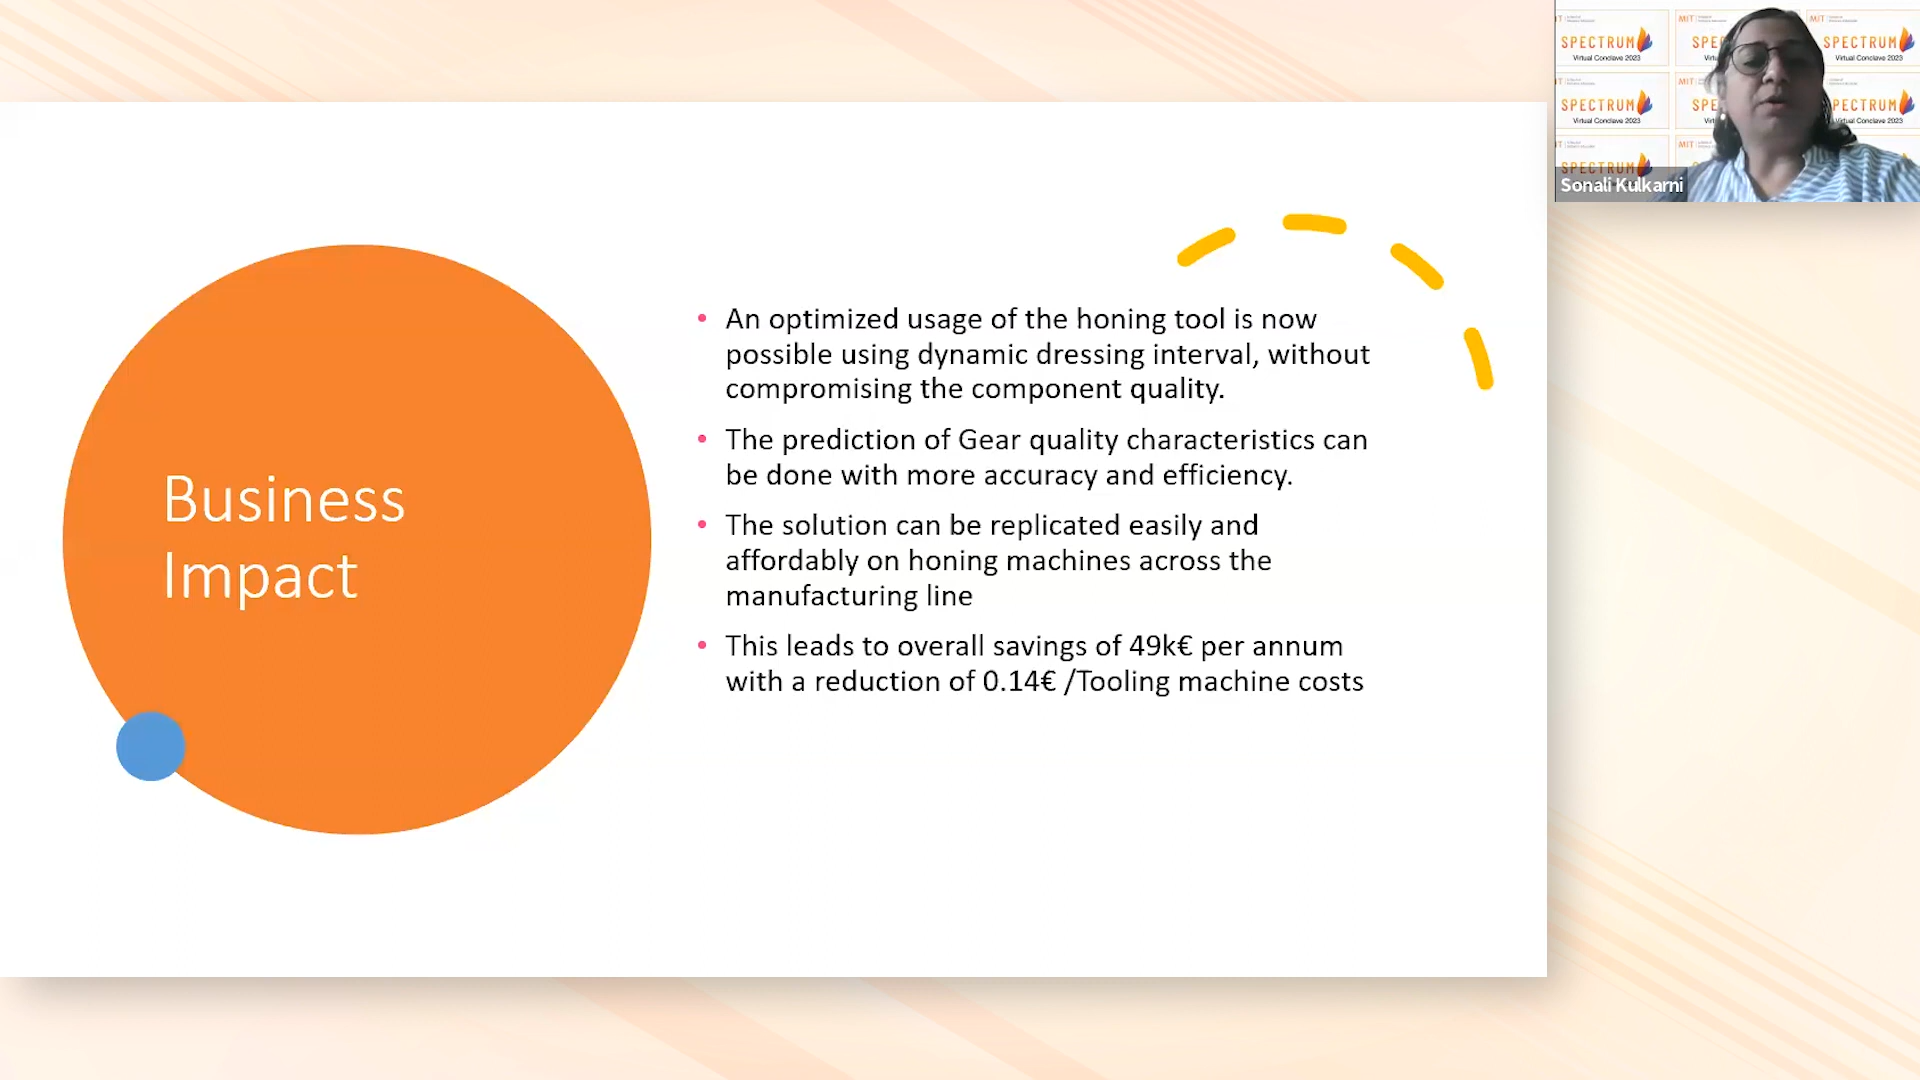 Business
Impact
• An optimized usage of the honing tool is now
possible using dynamic dressing interval, without
compromising the component quality.
• The prediction of Gear quality characteristics can
be done with more accuracy and efficiency.
• The solution can be replicated easily and
affordably on honing machines across the
manufacturing line
• This leads to overall savings of 49k€ per annum
with a reduction of 0.14€ /Tooling machine costs
MIT
MIT
SPECTRUM
SPECTRUM
Virtual Conclave 2023
Virtual Conclave 2023
SPECTRUM
Virtual Conclave 2023
Virtual Conclave 2023
MIT
SPECTRUM
Sonali Kulkarni